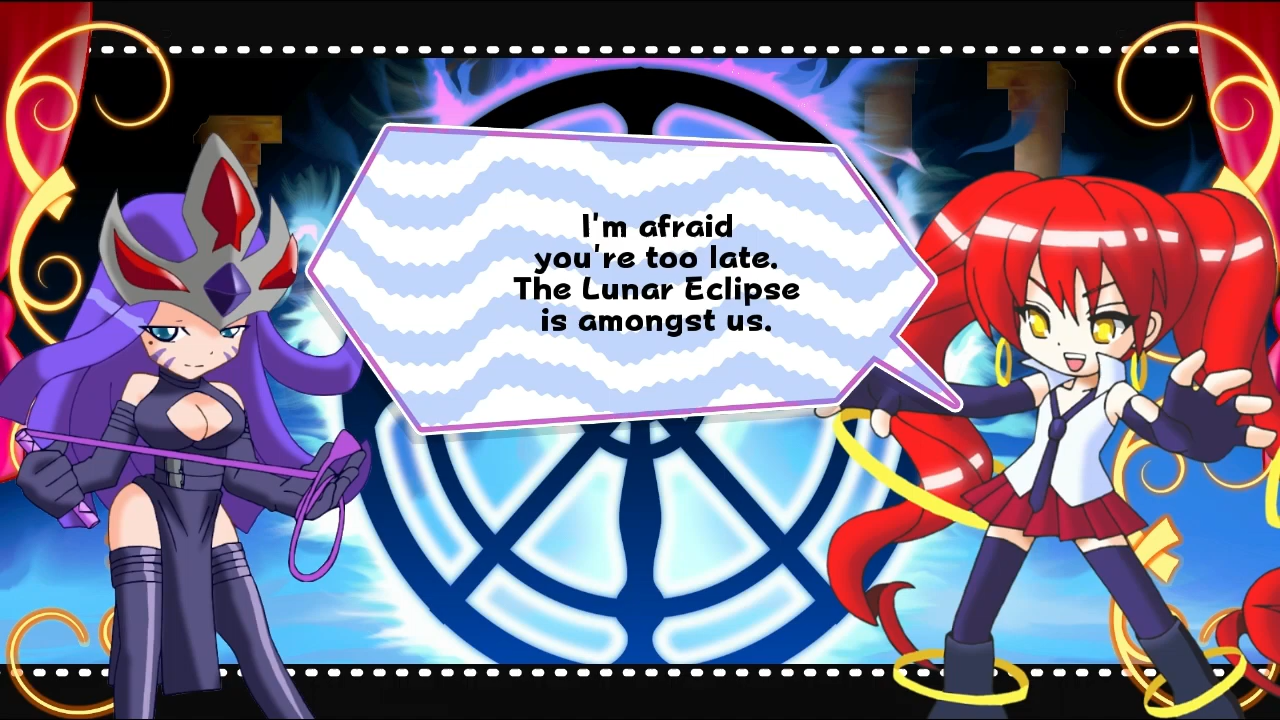 I'm afraid
you're too late.
The Lunar Eclipse
is amongst us.